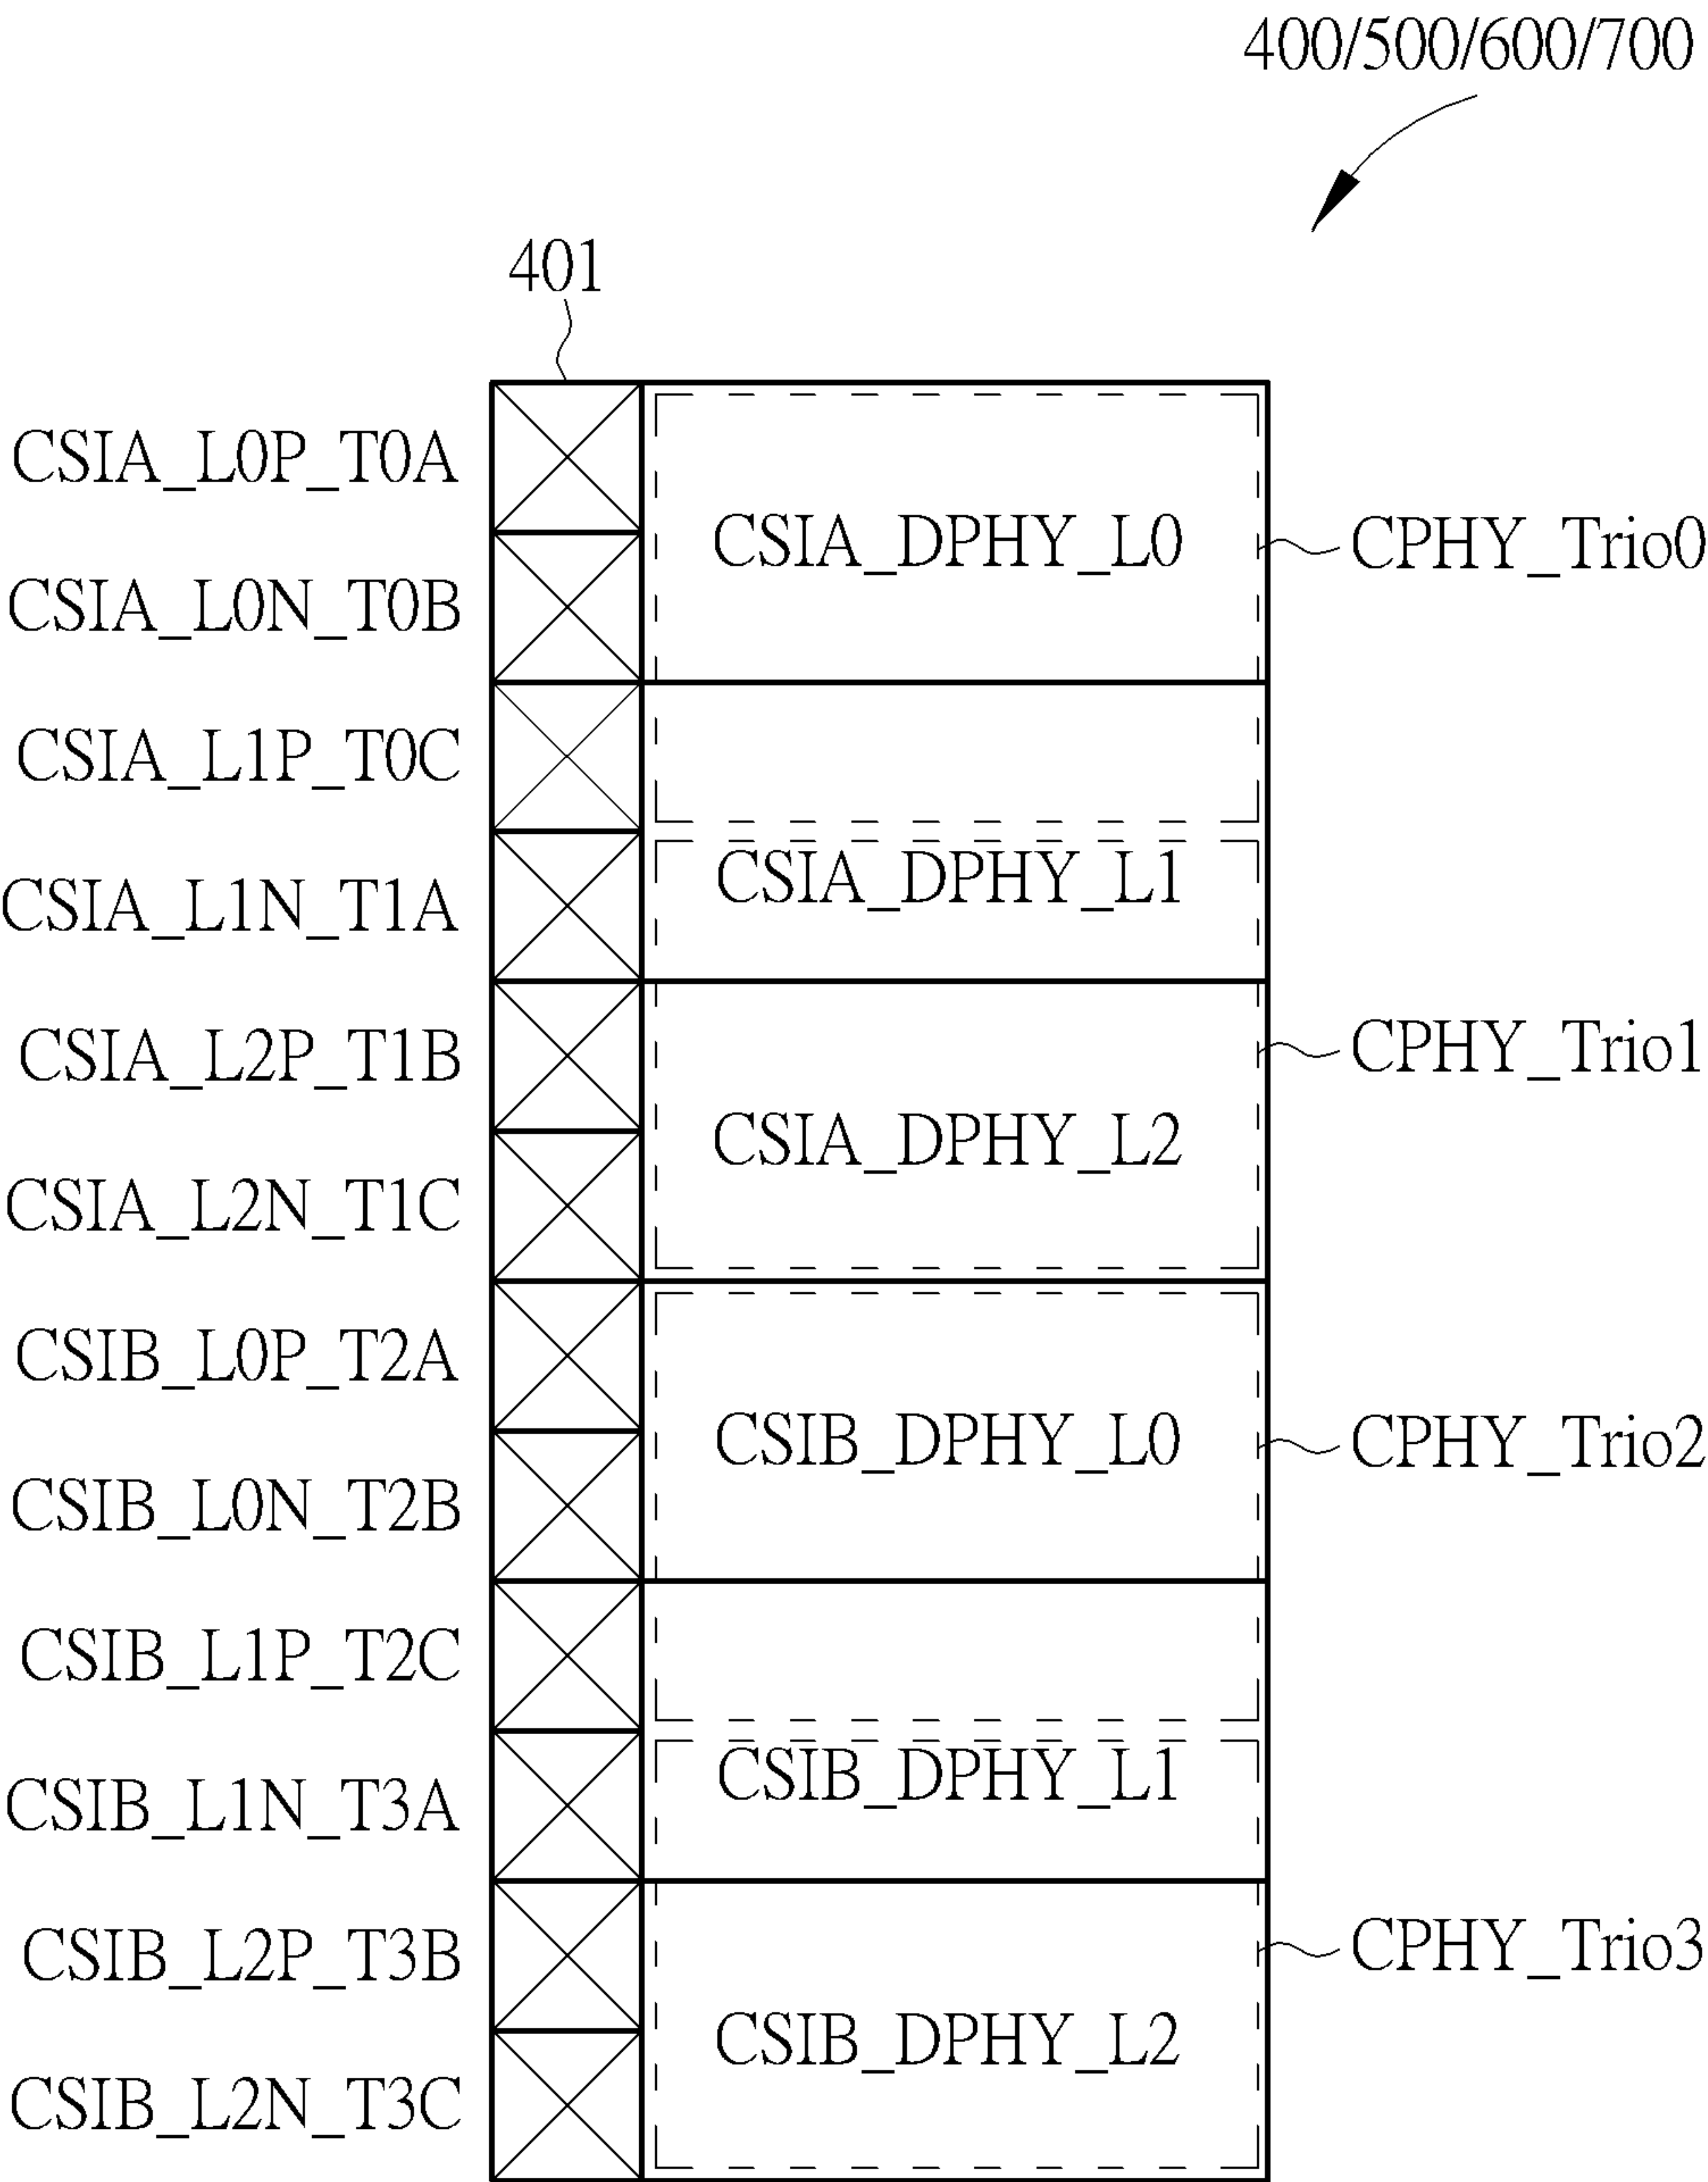 400/500/600/700
401
CSIA_L0P_T0A
CSIA_DPHY_L0
CPHY_Trio0
CSIA_L0N_T0B
CSIA_L1P_T0C
CSIA_DPHY_L1
CSIA_L1N_T1A
CSIA_L2P_T1B
CPHY_Trio1
CSIA_DPHY_L2
CSIA_L2N_T1C
CSIB_L0P_T2A
CSIB_DPHY_L0
CPHY_Trio2
CSIB_L0N_T2B
CSIB_L1P_T2C
CSIB_DPHY_L1
CSIB_L1N_T3A
CSIB_L2P_T3B
CPHY_Trio3
CSIB_DPHY_L2
CSIB_L2N_T3C